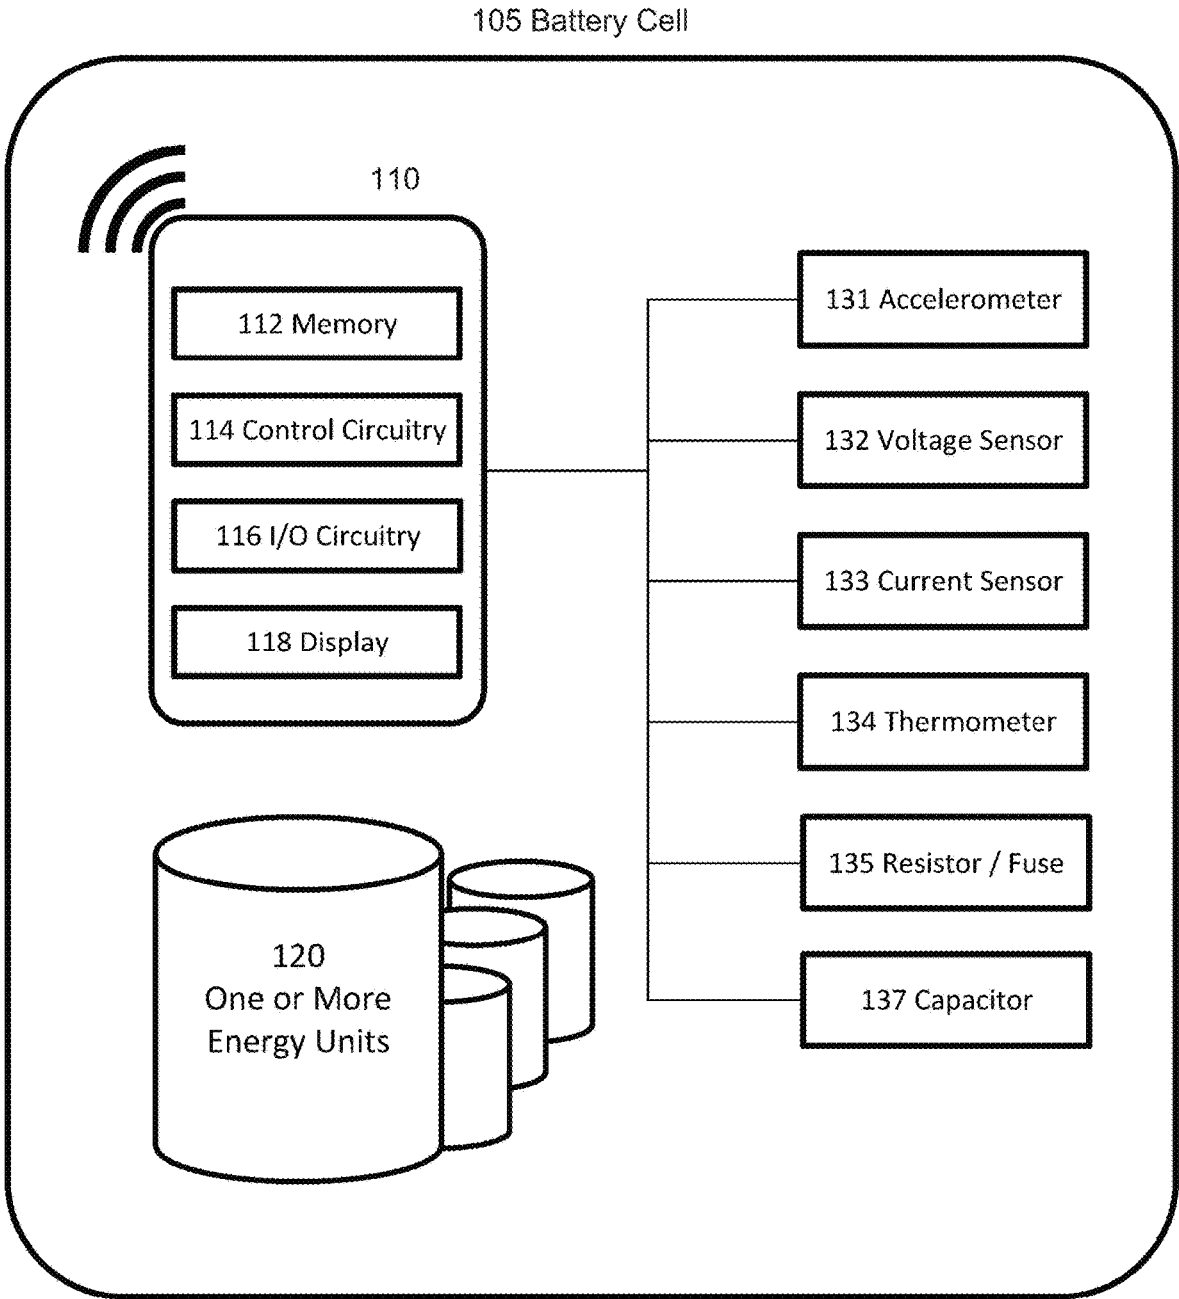 105 Battery Cell
110
112 Memory
114 Control Circuitry
116 I/O Circuitry
118 Display
131 Accelerometer
132 Voltage Sensor
133 Current Sensor
134 Thermometer
135 Resistor / Fuse
137 Capacitor
120
One or More
Energy Units